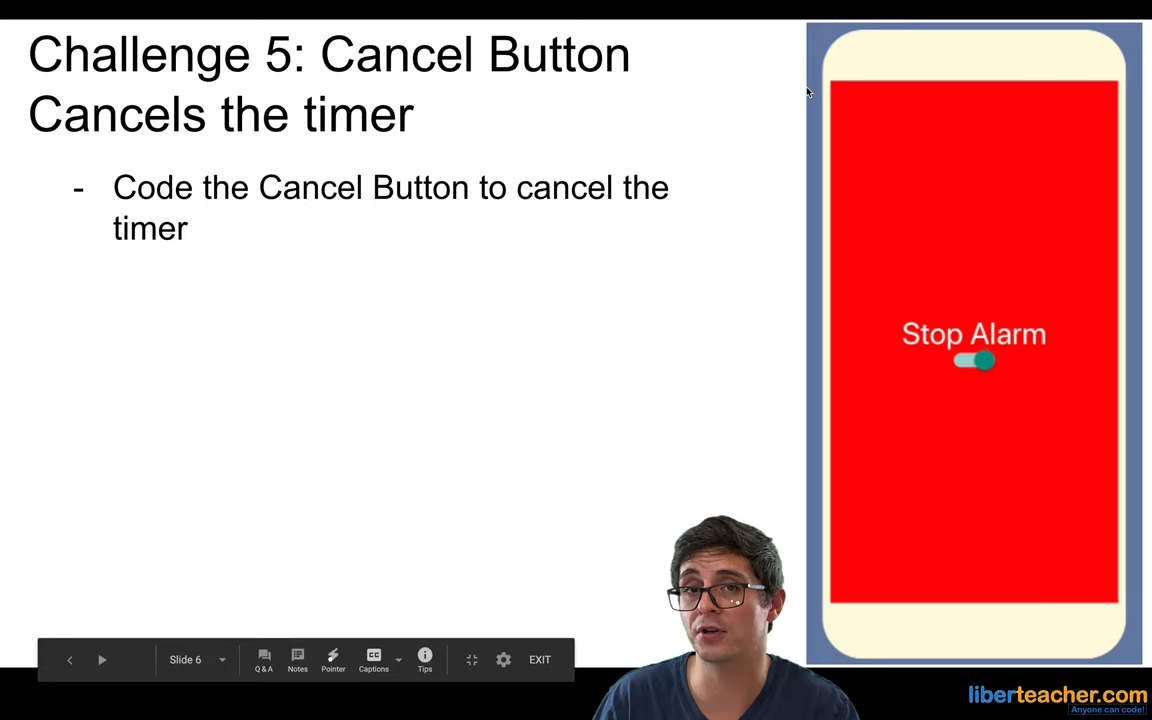 Challenge 5: Cancel Button
Cancels the timer
- Code the Cancel Button to cancel the
timer
Stop Alarm
Slide 6
Q & A
Notes
Pointer
CC
Captions
Tips
EXIT
liberteacher.com
Anyone can code!